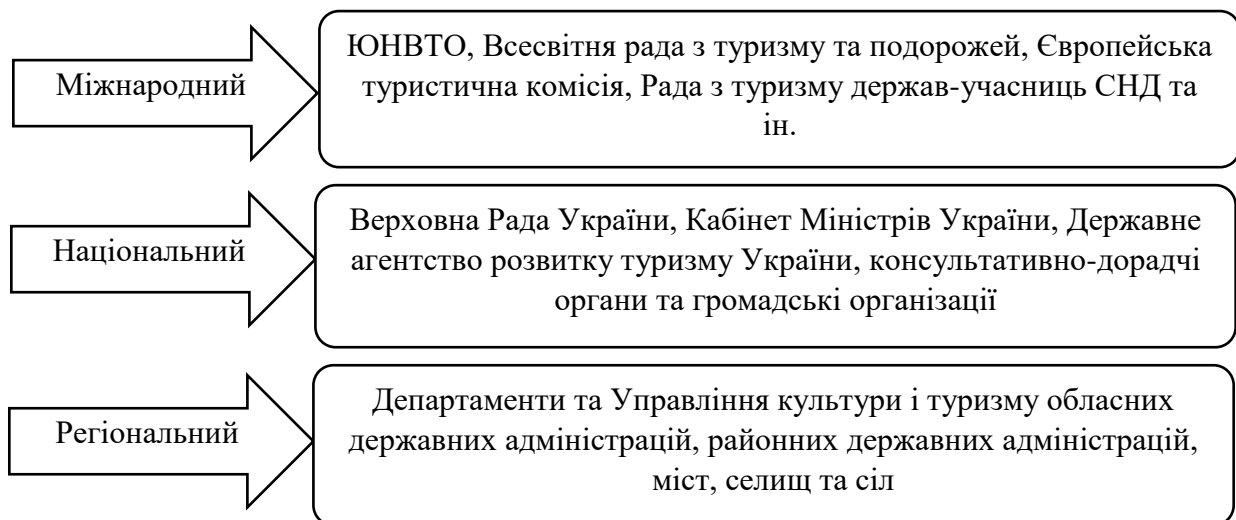 Міжнародний
ЮНВТО, Всесвітня рада з туризму та подорожей, Європейська
туристична комісія, Рада з туризму держав-учасниць СНД та
ін.
Національний
Верховна Рада України, Кабінет Міністрів України, Державне
агентство розвитку туризму України, консультативно-дорадчі
органи та громадські організації
Регіональний
Департаменти та Управління культури і туризму обласних
державних адміністрацій, районних державних адміністрацій,
міст, селищ та сіл